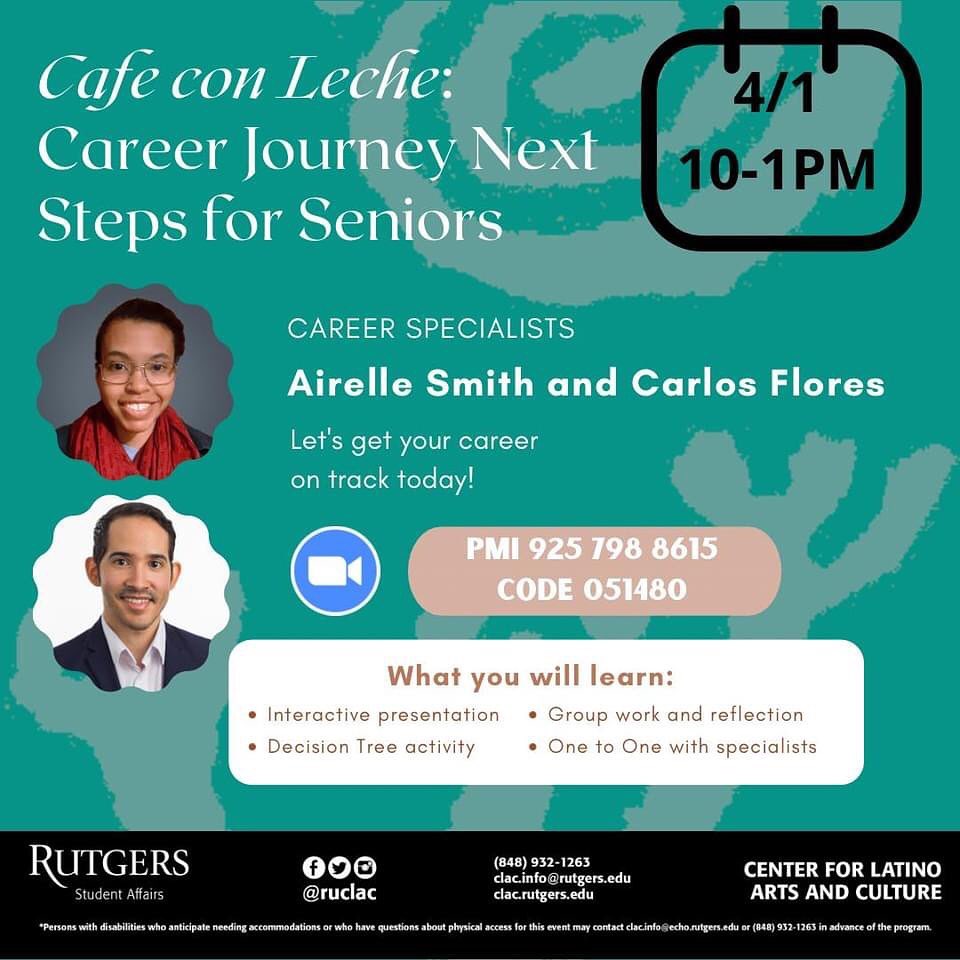 Cafe con Leche:
Career Journey Next
Steps for Seniors
4/1
10-1PM
CAREER SPECIALISTS
Airelle Smith and Carlos Flores
Let's get your career
on track today!
PMI 925 798 8615
CODE 051480
What you will learn:
• Interactive presentation
• Decision Tree activity
• Group work and reflection
• One to One with specialists
RUTGERS
Student Affairs
@ruclac
(848) 932-1263
clac.info@rutgers.edu
clac.rutgers.edu
CENTER FOR LATINO
ARTS AND CULTURE
*Persons with disabilities who anticipate needing accommodations or who have questions about physical access for this event may contact clac.info@echo.rutgers.edu or (848) 932-1263 in advance of the program.